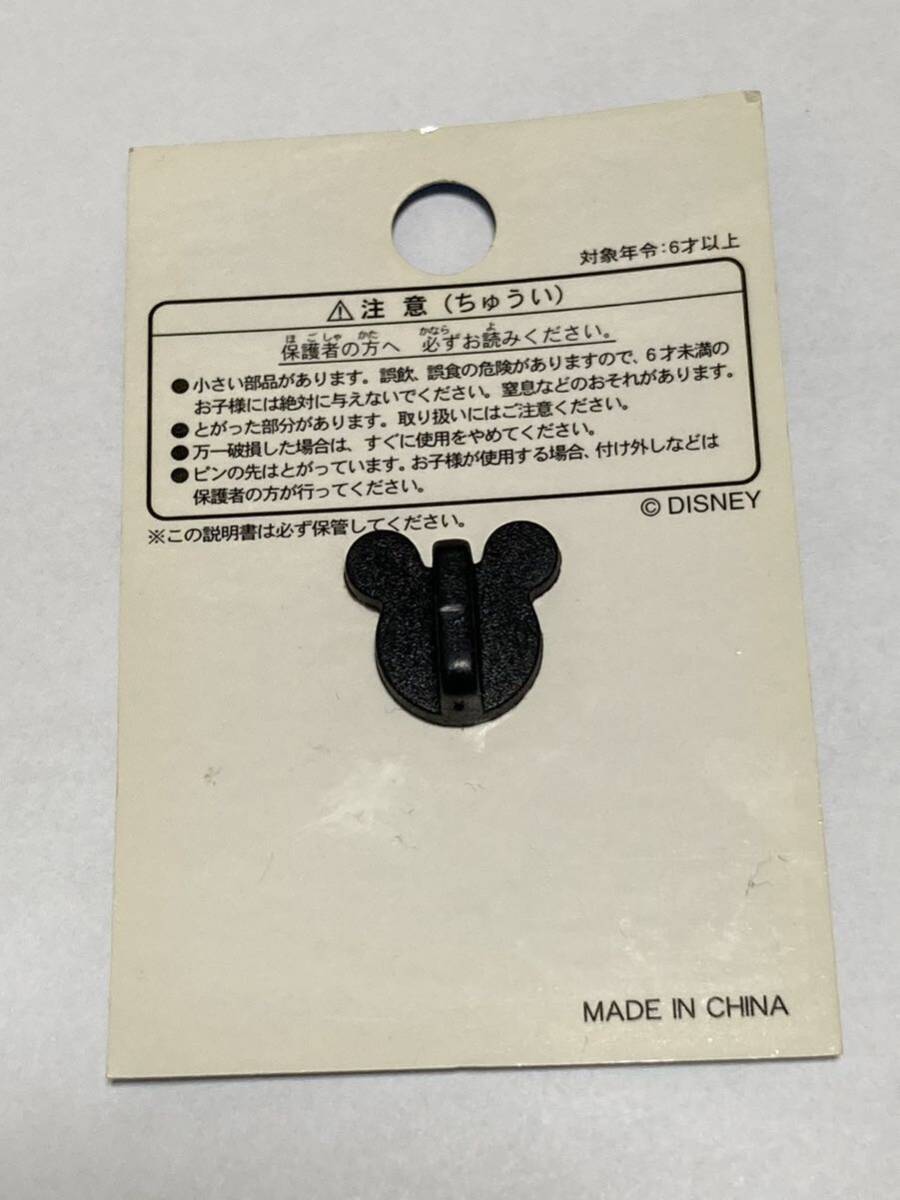 対象年令:6才以上
⚠注 意(ちゅうい)
保護者の方へ 必ずお読みください。
●小さい部品があります。誤飲、誤食の危険がありますので、6才未満の
お子様には絶対に与えないでください。窒息などのおそれがあります。
●とがった部分があります。取り扱いにはご注意ください。
●万一破損した場合は、すぐに使用をやめてください。
●ピンの先はとがっています。お子様が使用する場合、付け外しなどは
保護者の方が行ってください。
© DISNEY
※この説明書は必ず保管してください。
MADE IN CHINA